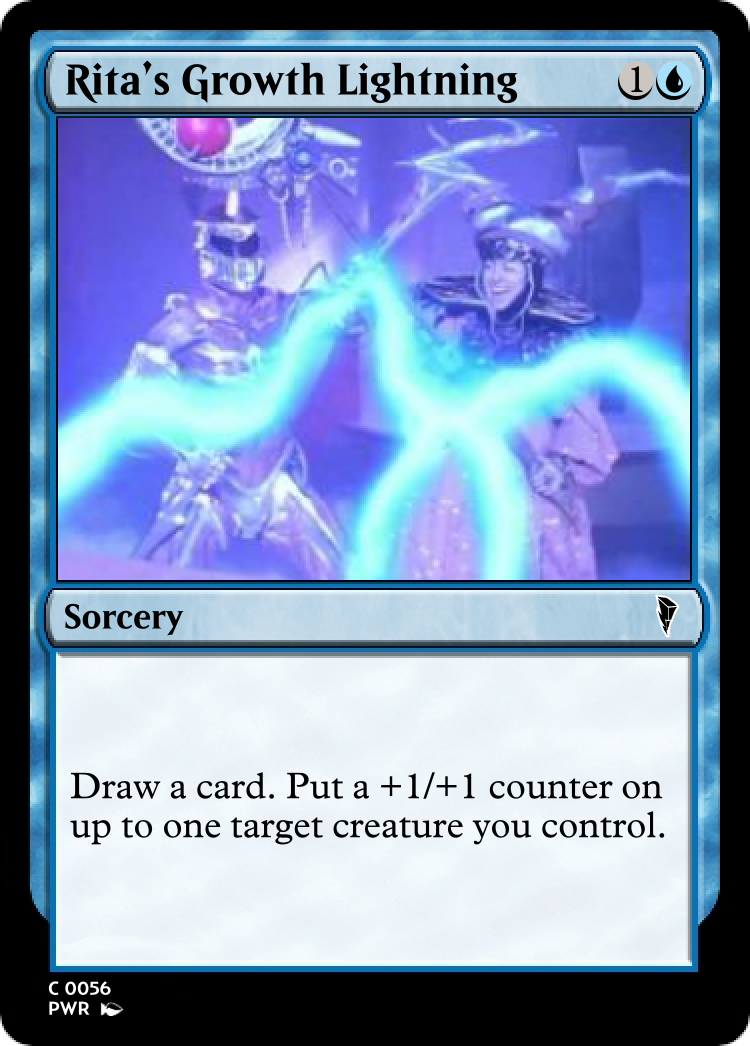 Rita's Growth Lightning 1
Sorcery
Draw a card. Put a +1/+1 counter on
up to one target creature you control.
C 0056
PWR